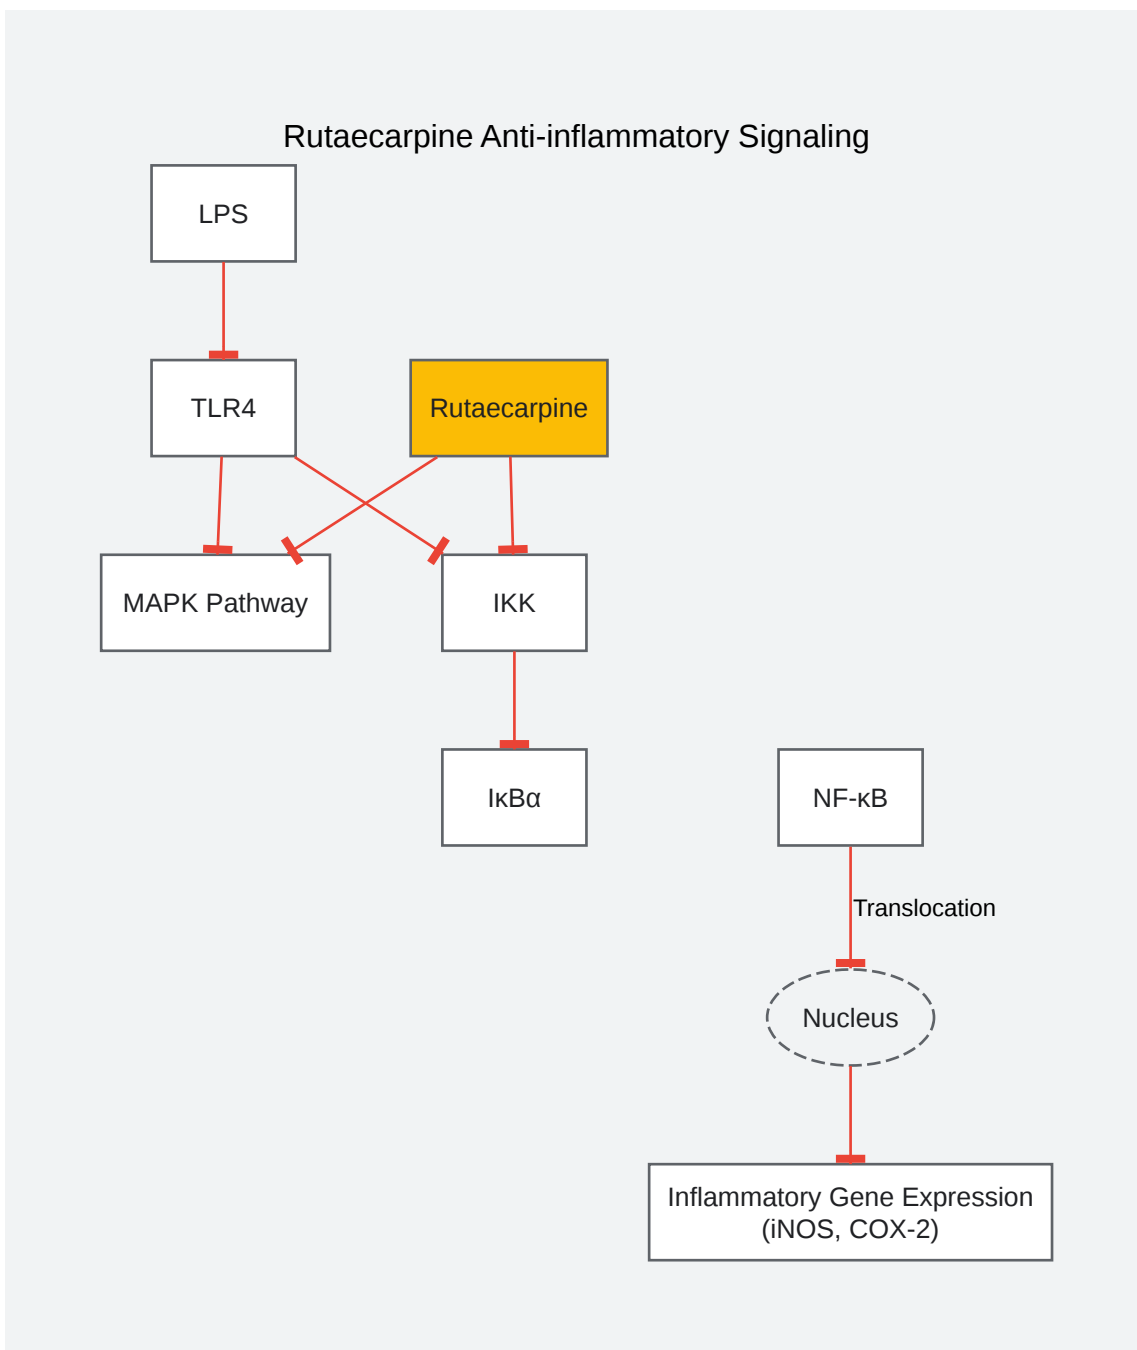 Rutaecarpine Anti-inflammatory Signaling
LPS
TLR4
Rutaecarpine
MAPK Pathway
IKK
IκBα
NF-κB
Translocation
Nucleus
Inflammatory Gene Expression
(iNOS, COX-2)